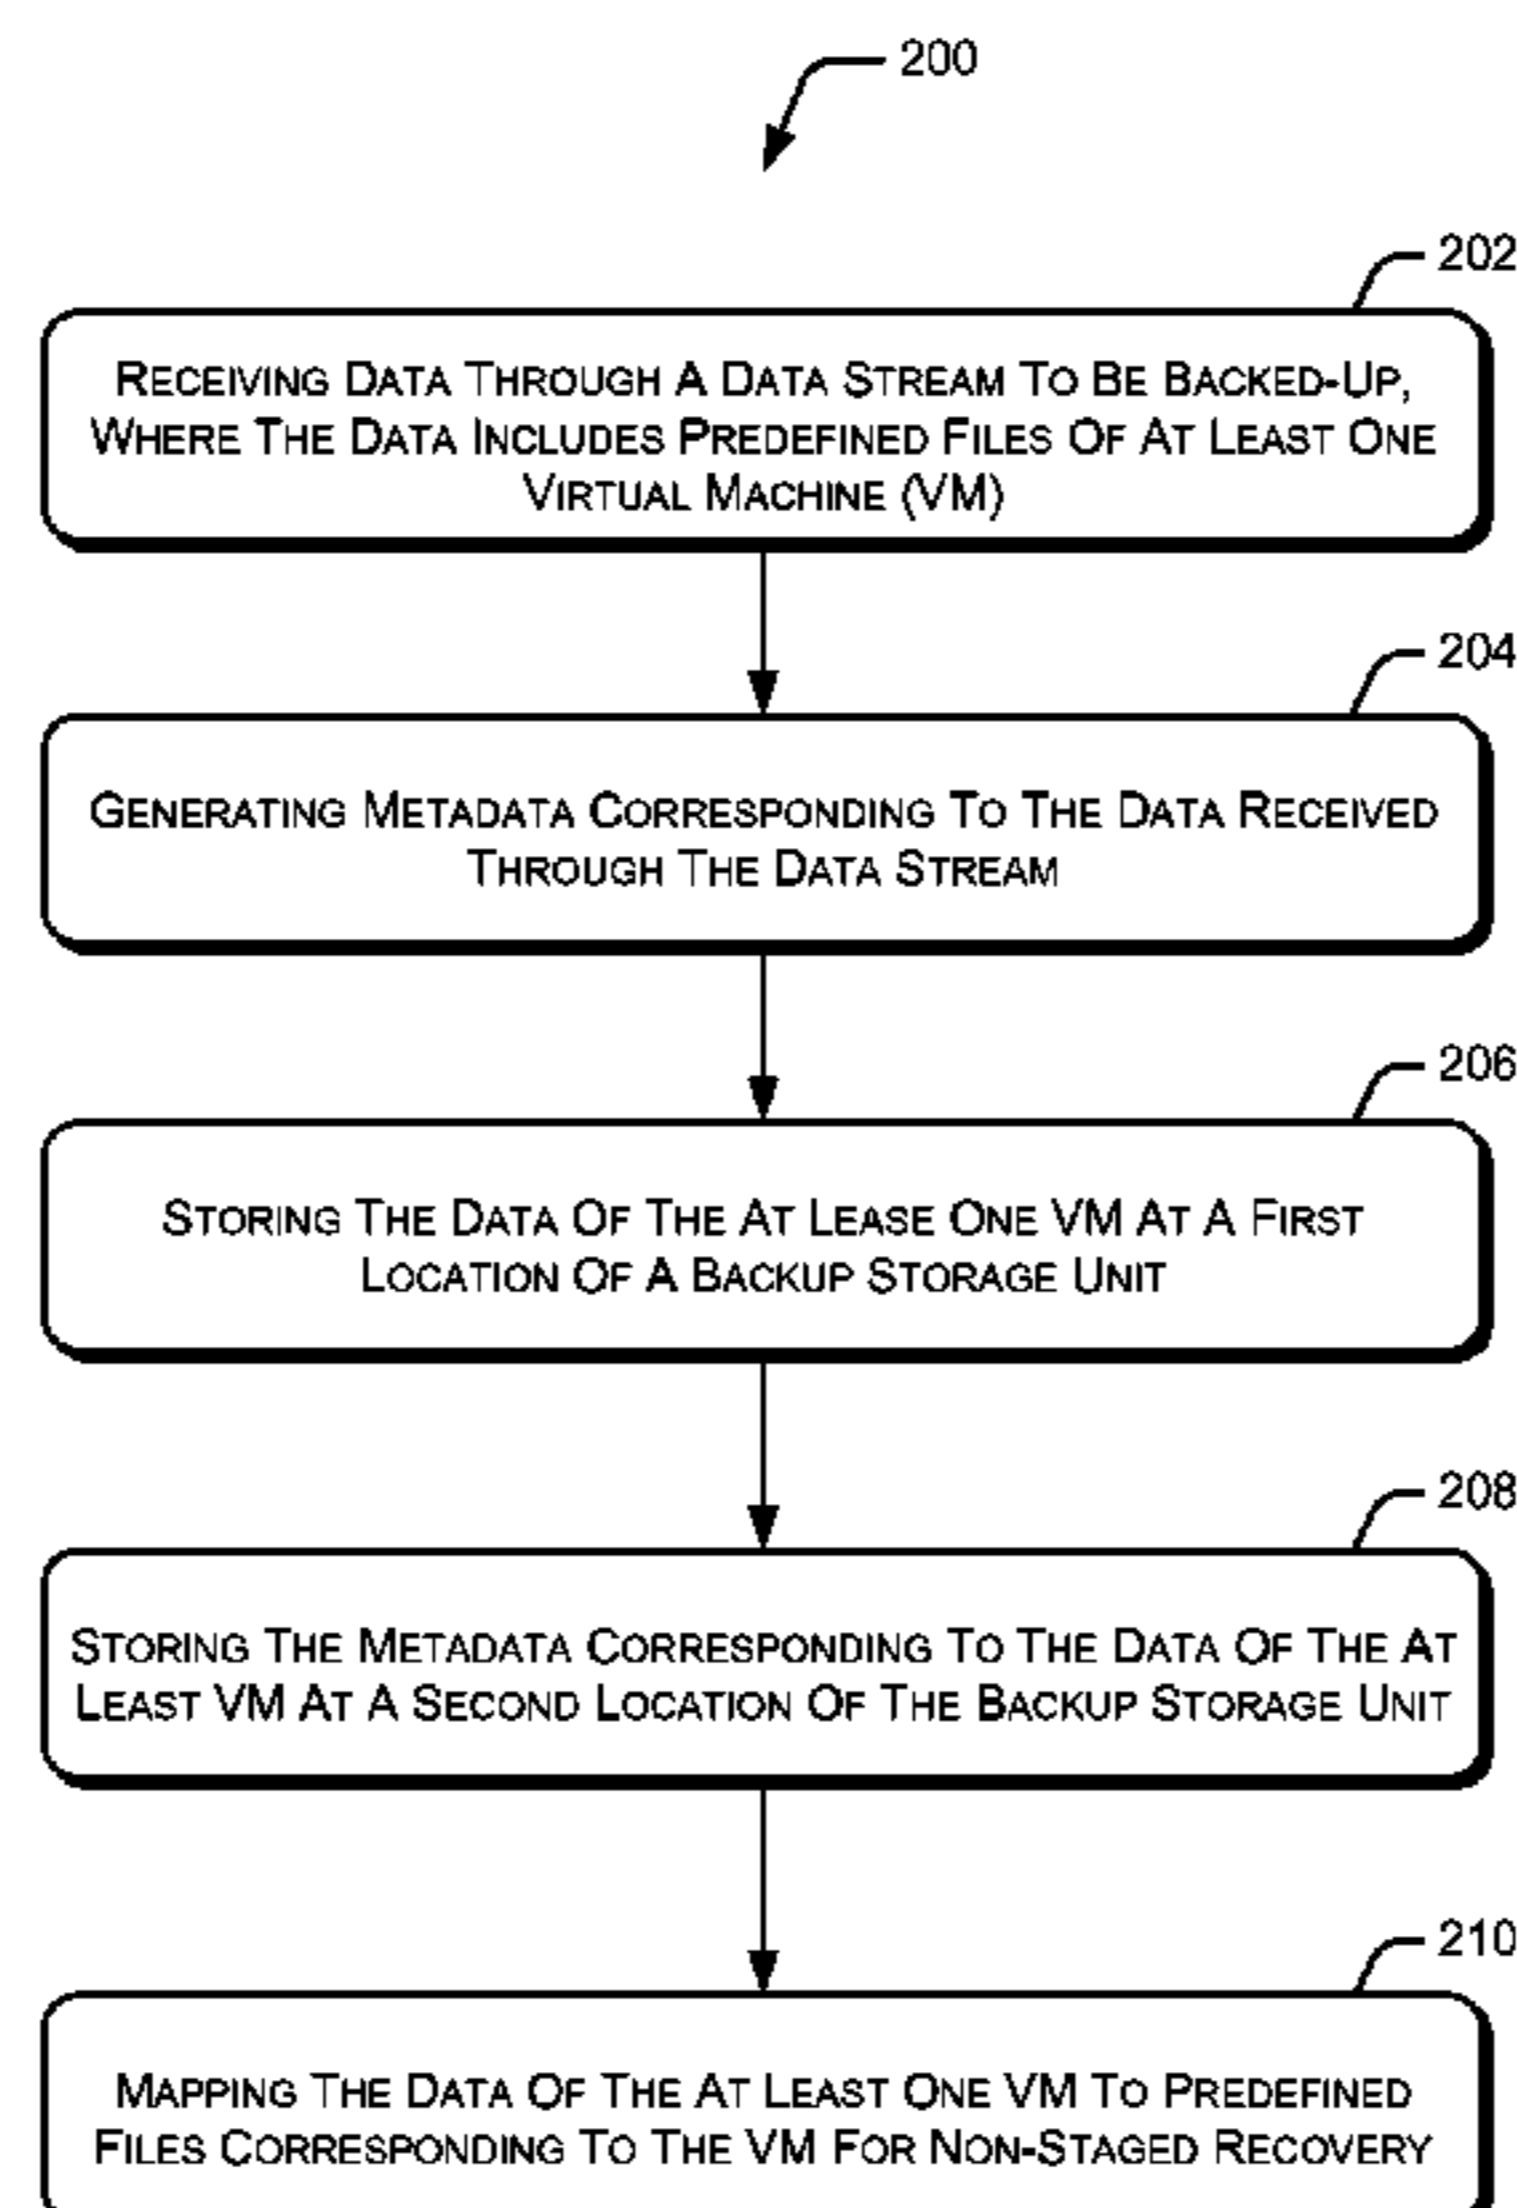 200
202
RECEIVING DATA THROUGH A DATA STREAM TO BE BACKED-UP,
WHERE THE DATA INCLUDES PREDEFINED FILES OF AT LEAST ONE
VIRTUAL MACHINE (VM)
204
GENERATING METADATA CORRESPONDING TO THE DATA RECEIVED
THROUGH THE DATA STREAM
206
STORING THE DATA OF THE AT LEASE ONE VM AT A FIRST
LOCATION OF A BACKUP STORAGE UNIT
208
STORING THE METADATA CORRESPONDING TO THE DATA OF THE AT
LEAST VM AT A SECOND LOCATION OF THE BACKUP STORAGE UNIT
210
MAPPING THE DATA OF THE AT LEAST ONE VM TO PREDEFINED
FILES CORRESPONDING TO THE VM FOR NON-STAGED RECOVERY